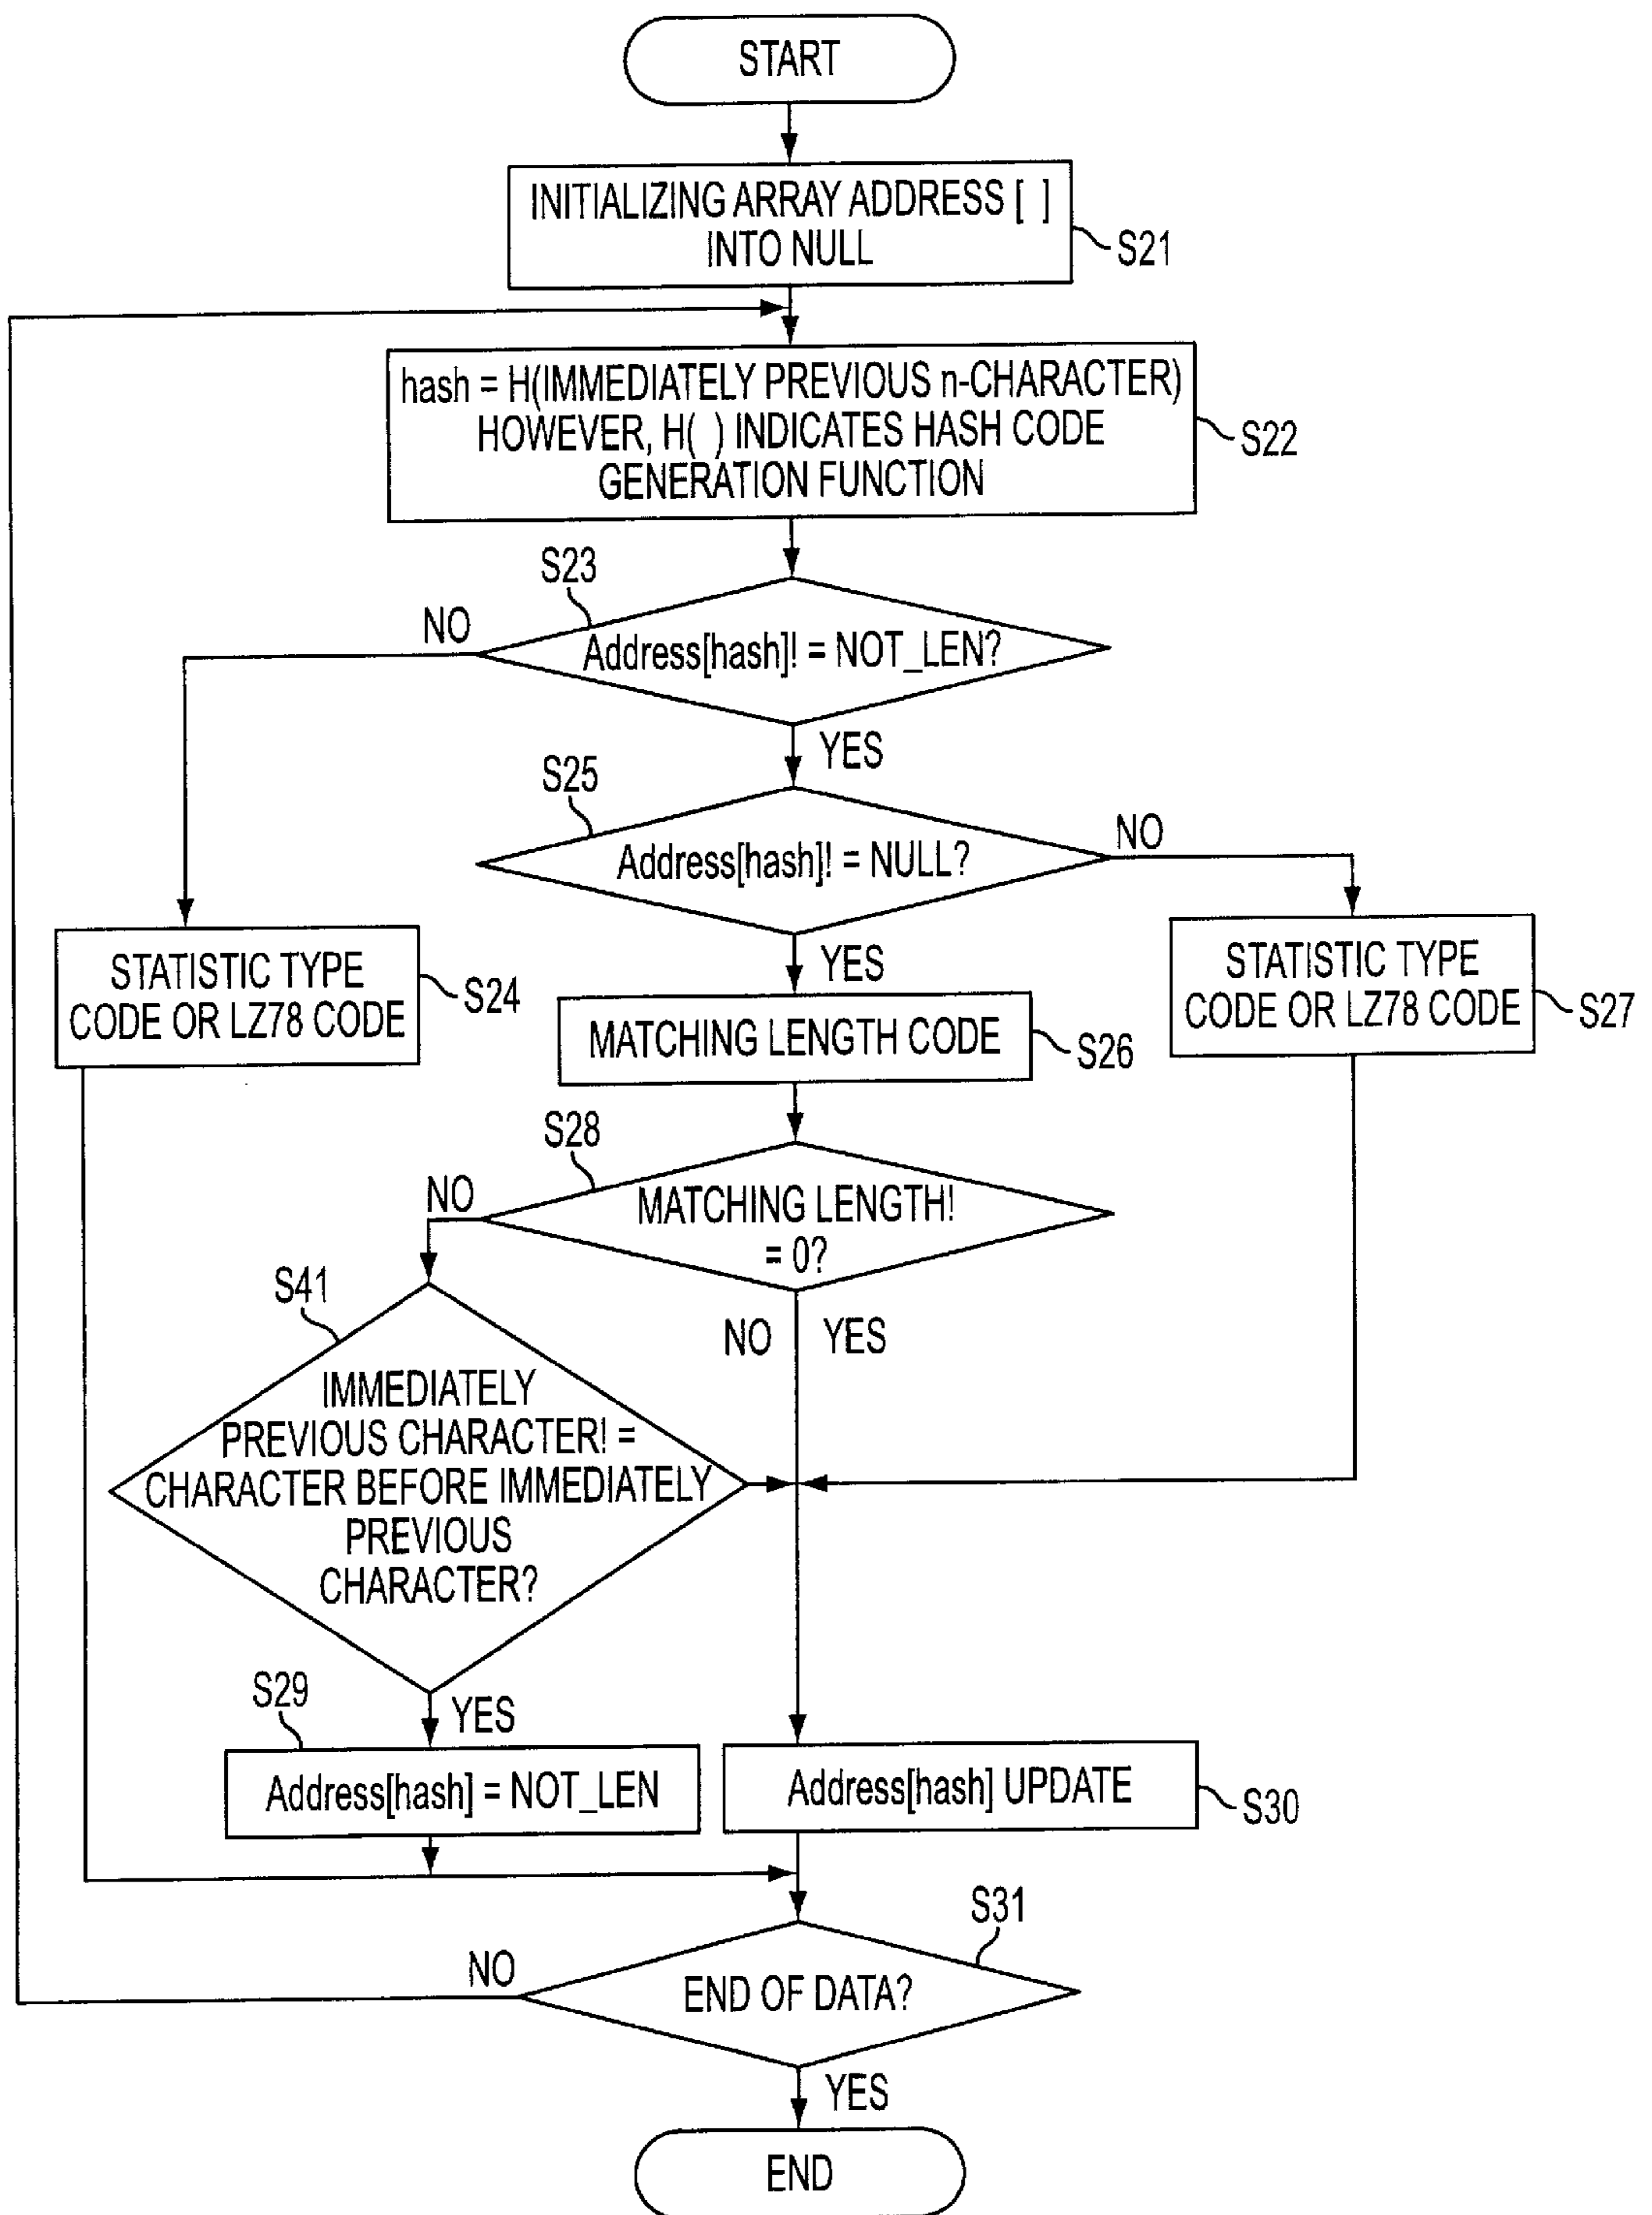 START
INITIALIZING ARRAY ADDRESS [ ]
INTO NULL
S21
hash = H(IMMEDIATELY PREVIOUS n-CHARACTER)
HOWEVER, H( ) INDICATES HASH CODE
GENERATION FUNCTION
S22
S23
NO
Address[hash]! = NOT_LEN?
YES
S25
NO
Address[hash]! = NULL?
YES
STATISTIC TYPE
CODE OR LZ78 CODE
S24
MATCHING LENGTH CODE
S26
STATISTIC TYPE
CODE OR LZ78 CODE
S27
S28
NO
MATCHING LENGTH!
= 0?
S41
NO
YES
IMMEDIATELY
PREVIOUS CHARACTER! =
CHARACTER BEFORE IMMEDIATELY
PREVIOUS
CHARACTER?
S29
YES
Address[hash] = NOT_LEN
Address[hash] UPDATE
S30
S31
NO
END OF DATA?
YES
END